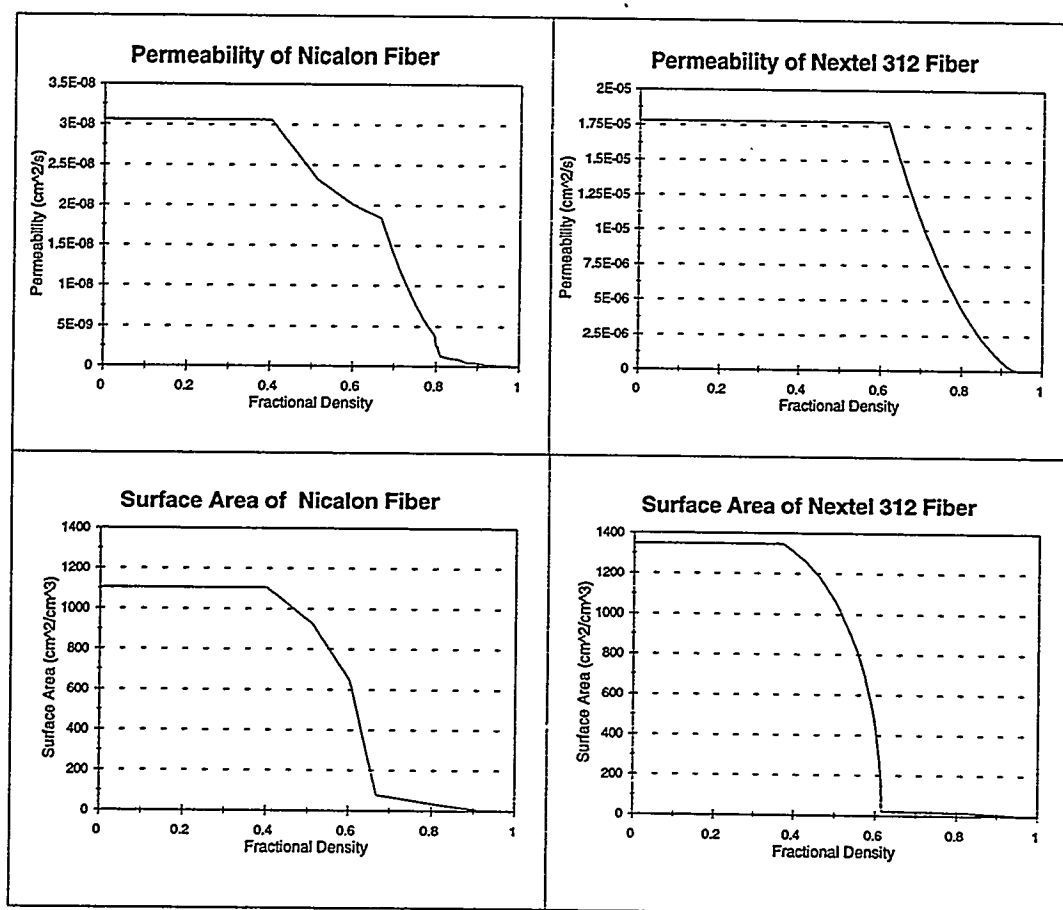 Permeability of Nicalon Fiber
3.5E-08
3E-08
2.5E-08
2E-08
1.5E-08
1E-08
5E-09
0
Permeability (cm^2/s)
0 0.2 0.4 0.6 0.8 1
Fractional Density
Permeability of Nextel 312 Fiber
2E-05
1.75E-05
1.5E-05
1.25E-05
1E-05
7.5E-06
5E-06
2.5E-06
0
Permeability (cm^2/s)
0 0.2 0.4 0.6 0.8 1
Fractional Density
Surface Area of Nicalon Fiber
1400
1200
1000
800
600
400
200
0
Surface Area (cm^2/cm^3)
0 0.2 0.4 0.6 0.8 1
Fractional Density
Surface Area of Nextel 312 Fiber
1400
1200
1000
800
600
400
200
0
Surface Area (cm^2/cm^3)
0 0.2 0.4 0.6 0.8 1
Fractional Density